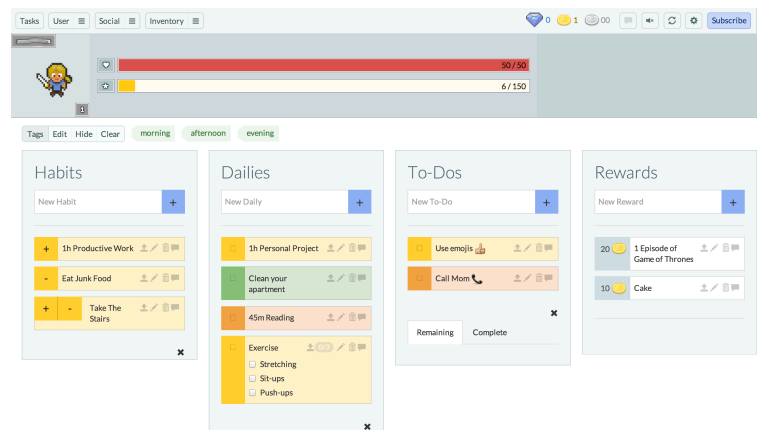 Tasks User Social Inventory 0 1 00 Subscribe
50 / 50
6 / 150
1
Tags Edit Hide Clear morning afternoon evening
Habits
New Habit +
+ 1h Productive Work
- Eat Junk Food
+ - Take The
Stairs
Dailies
New Daily +
1h Personal Project
Clean your
apartment
45m Reading
Exercise
Stretching
Sit-ups
Push-ups
To-Dos
New To-Do +
Use emojis 👍
Call Mom 📞
Remaining Complete
Rewards
New Reward +
20 1 Episode of
Game of Thrones
10 Cake